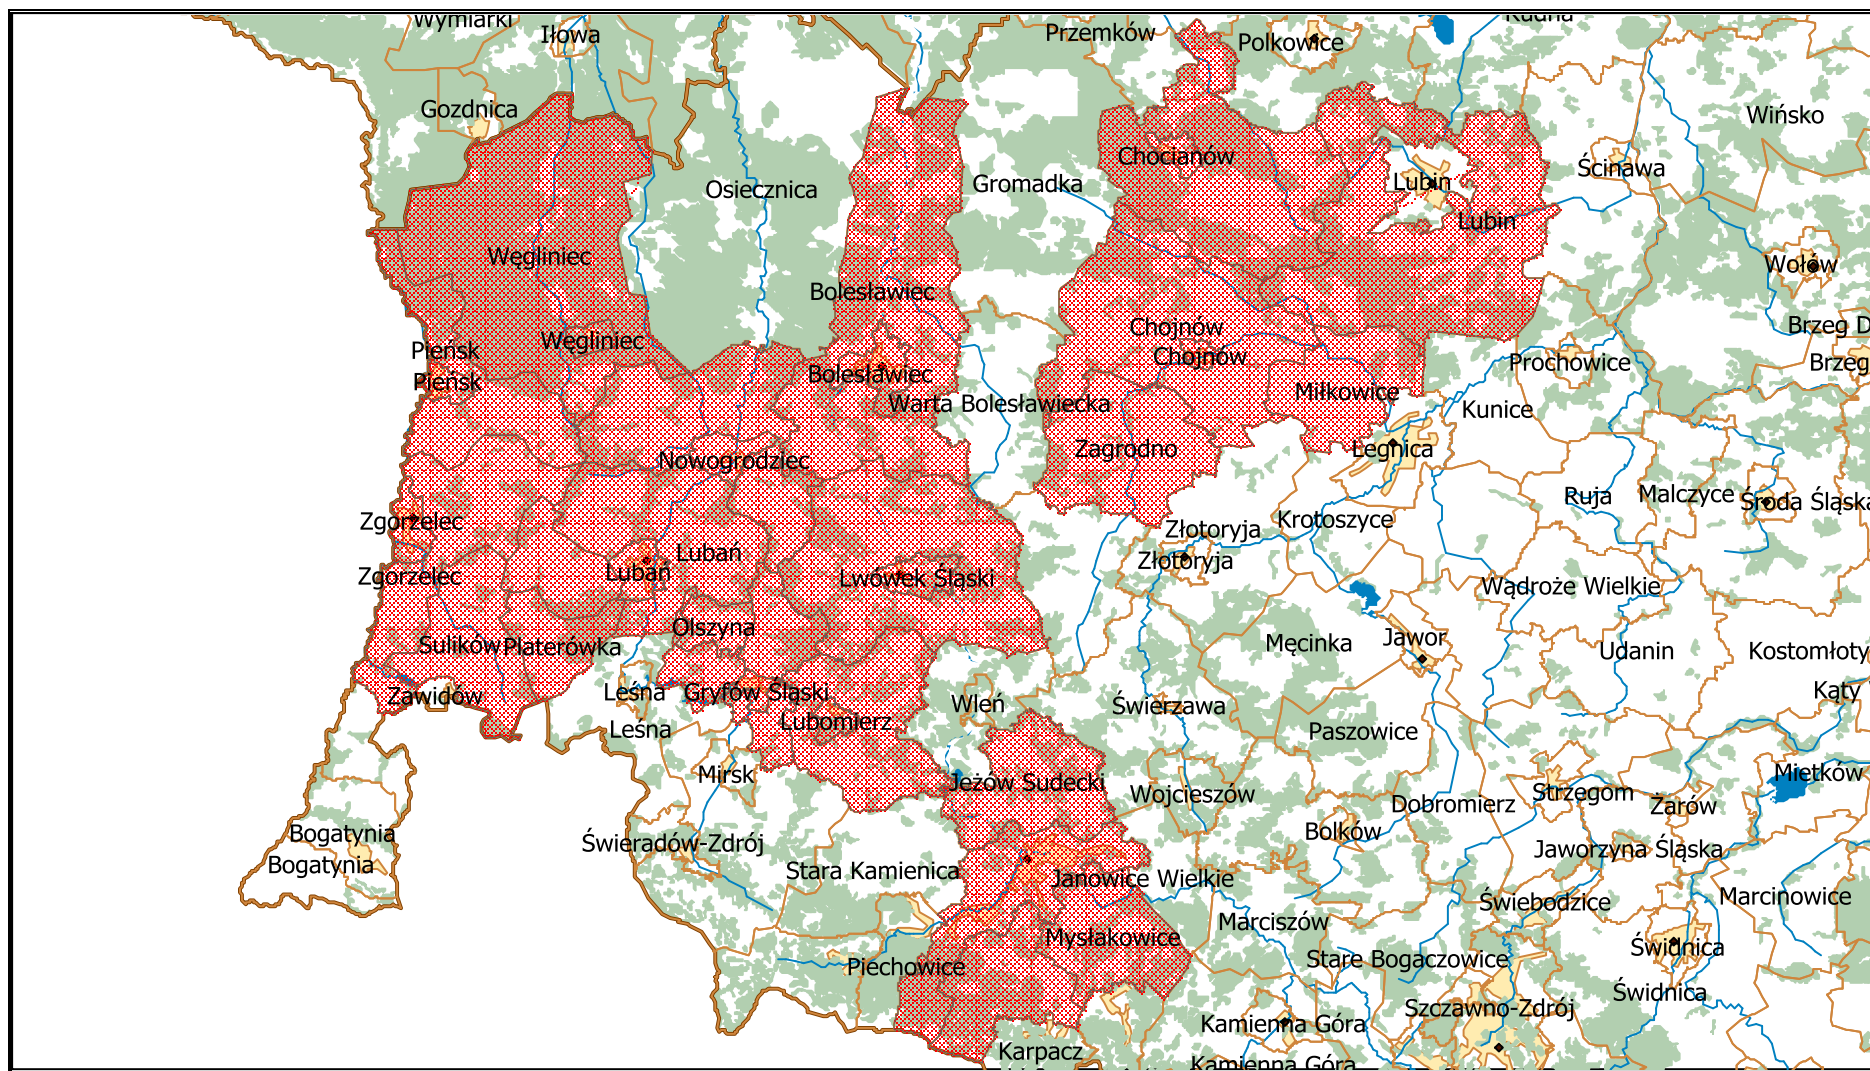 Wymiarki
Iłowa
Przemków
Polkowice
Rudna
Gozdnica
Wińsko
Chocianów
Ścinawa
Osiecznica
Gromadka
Lubin
Lubin
Węgliniec
Wołów
Bolesławiec
Chojnów
Brzeg D
Węgliniec
Pieńsk
Chojnów
Prochowice
Brzeg
Pieńsk
Bolesławiec
Miłkowice
Warta Bolesławiecka
Kunice
Zagrodno
Legnica
Nowogrodziec
Ruja
Malczyce
Środa Śląska
Zgorzelec
Krotoszyce
Złotoryja
Lubań
Złotoryja
Zgorzelec
Lubań
Lwówek Śląski
Wądroże Wielkie
Olszyna
Sulików
Platerówka
Męcinka
Jawor
Udanin
Kostomłoty
Zawidów
Leśna
Gryfów Śląski
Wleń
Świerzawa
Kąty
Leśna
Lubomierz
Paszowice
Mirsk
Jeżów Sudecki
Mietków
Wojcieszów
Dobromierz
Strzegom
Żarów
Bogatynia
Bolków
Świeradów-Zdrój
Jaworzyna Śląska
Bogatynia
Stara Kamienica
Janowice Wielkie
Marcinowice
Świebodzice
Marciszów
Mysłakowice
Świdnica
Stare Bogaczowice
Piechowice
Świdnica
Szczawno-Zdrój
Kamienna Góra
Karpacz
Kamienna Góra